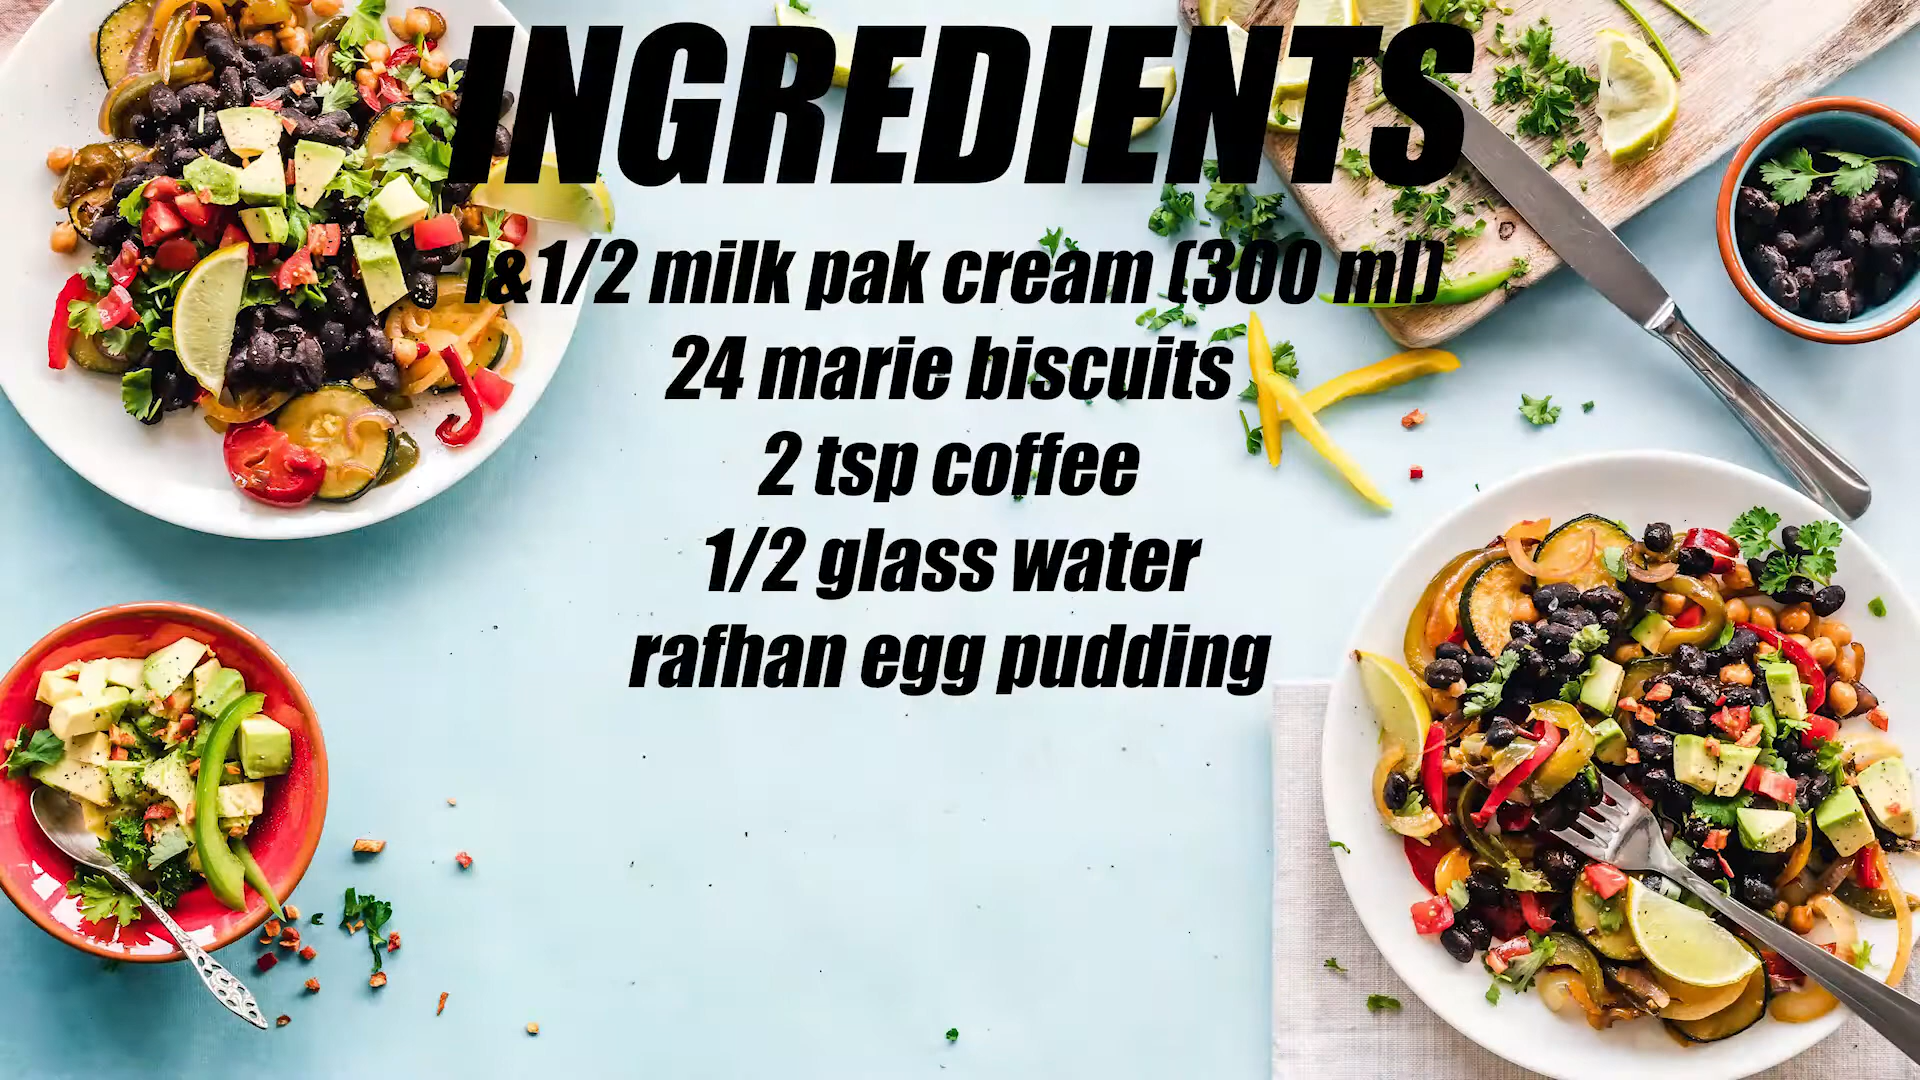 INGREDIENTS
1&1/2 milk pak cream (300 ml)
24 marie biscuits
2 tsp coffee
1/2 glass water
rafhan egg pudding